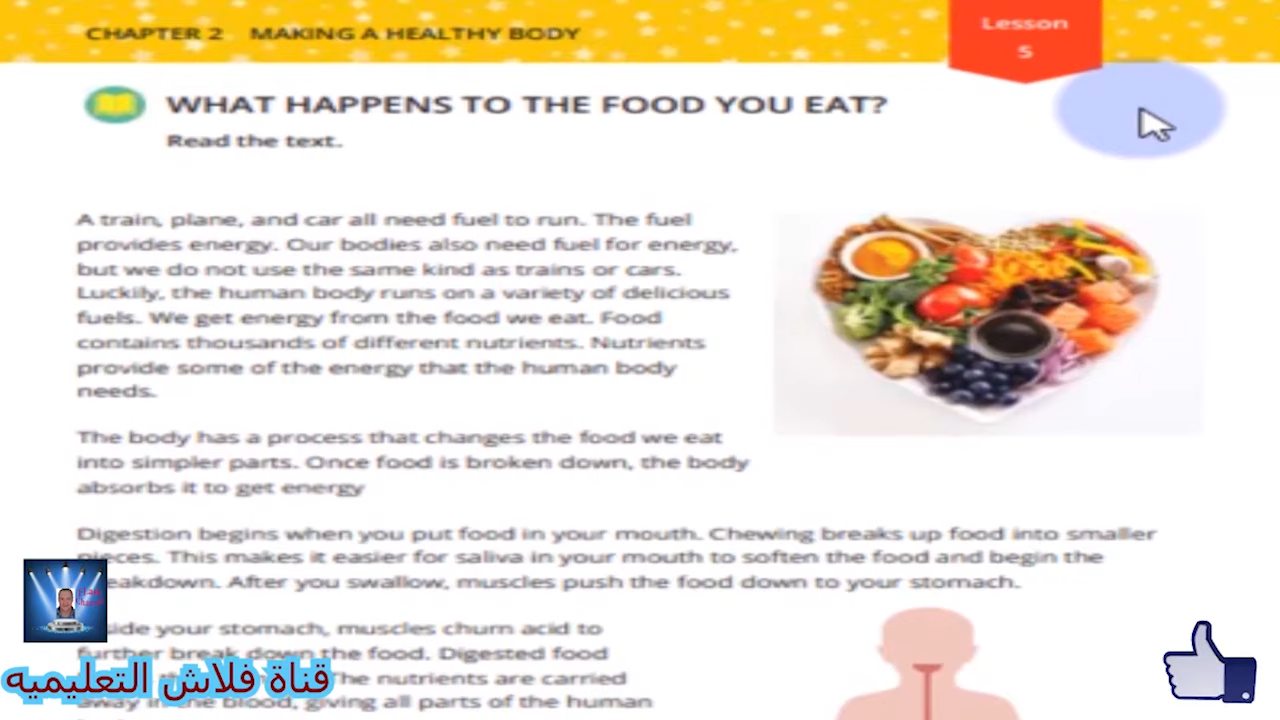 CHAPTER 2 MAKING A HEALTHY BODY
Lesson
5
WHAT HAPPENS TO THE FOOD YOU EAT?
Read the text.
A train, plane, and car all need fuel to run. The fuel
provides energy. Our bodies also need fuel for energy,
but we do not use the same kind as trains or cars.
Luckily, the human body runs on a variety of delicious
fuels. We get energy from the food we eat. Food
contains thousands of different nutrients. Nutrients
provide some of the energy that the human body
needs.
The body has a process that changes the food we eat
into simpler parts. Once food is broken down, the body
absorbs it to get energy
Digestion begins when you put food in your mouth. Chewing breaks up food into smaller
pieces. This makes it easier for saliva in your mouth to soften the food and begin the
breakdown. After you swallow, muscles push the food down to your stomach.
your stomach, muscles churn acid to
further break down the food. Digested food
The nutrients are carried
away in the blood, giving all parts of the human
قناة فلاش التعليميه